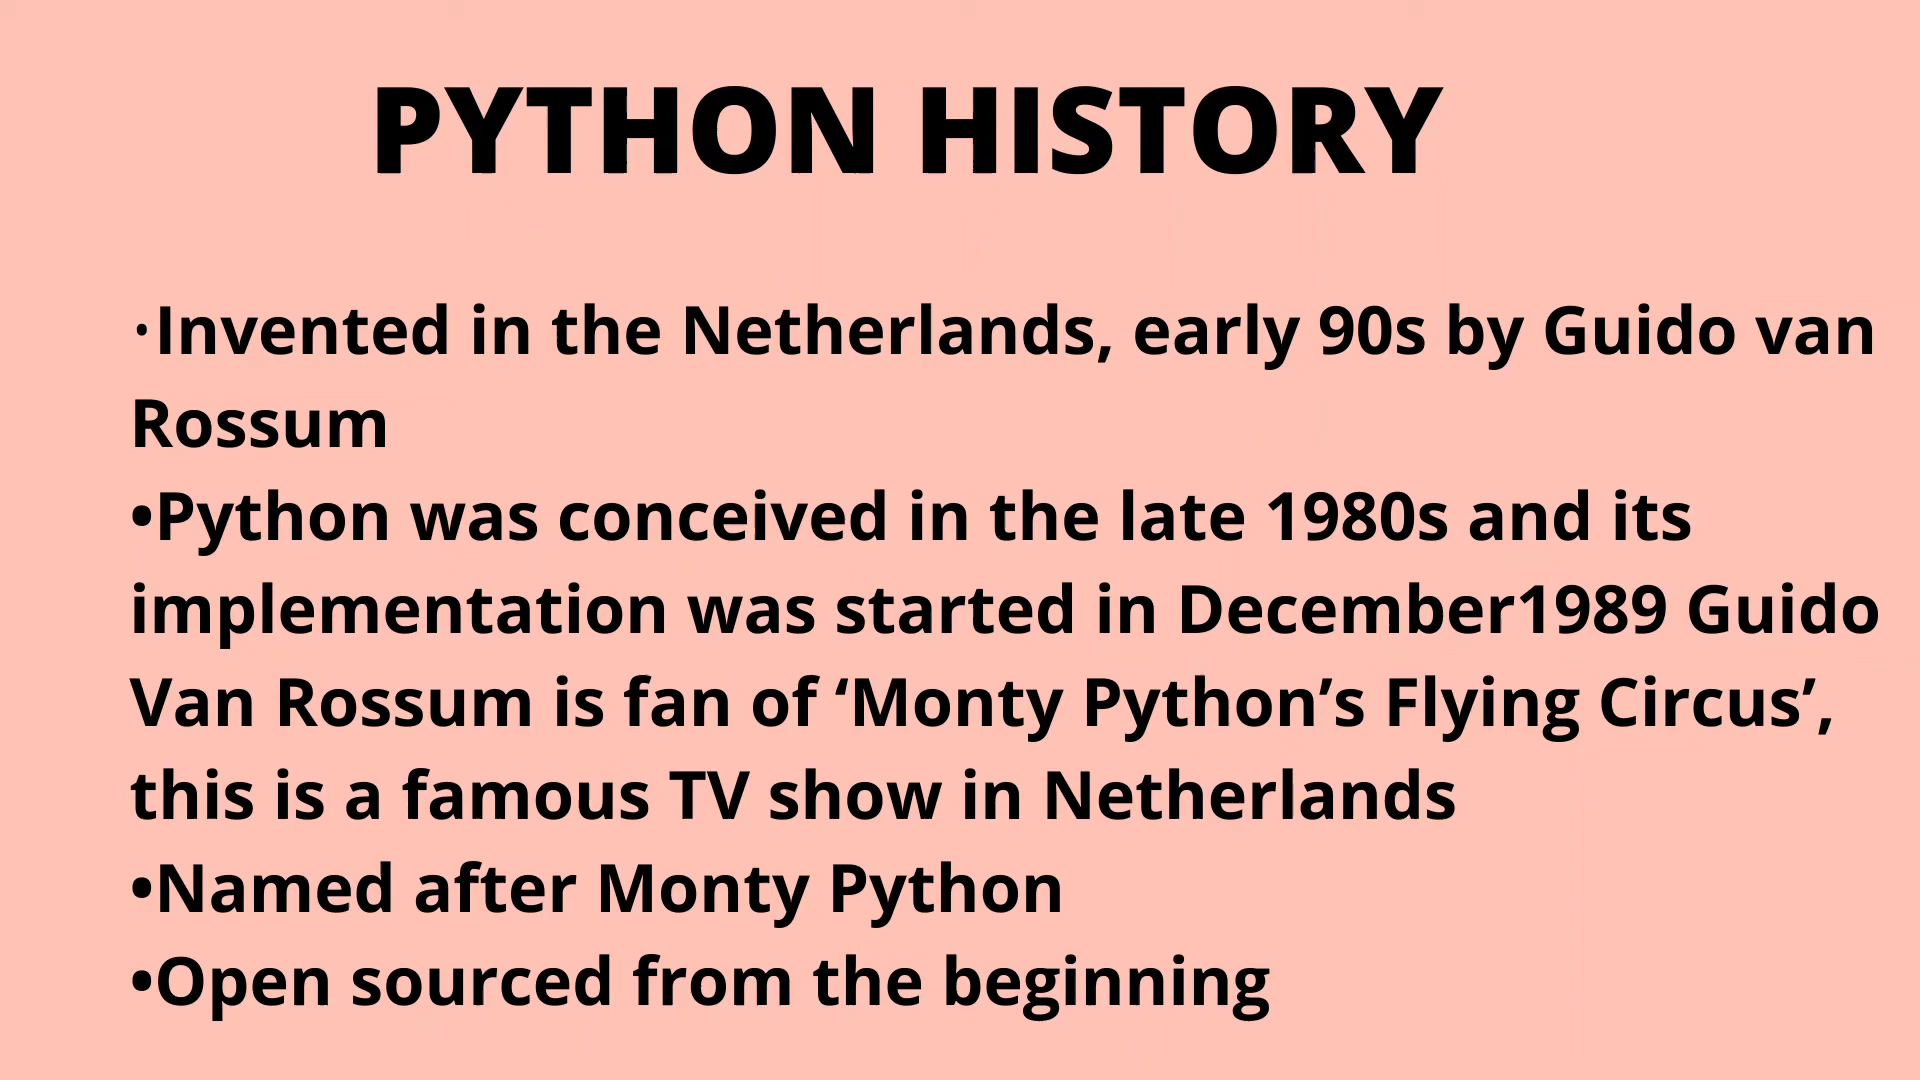 PYTHON HISTORY
·Invented in the Netherlands, early 90s by Guido van
Rossum
•Python was conceived in the late 1980s and its
implementation was started in December1989 Guido
Van Rossum is fan of ‘Monty Python’s Flying Circus’,
this is a famous TV show in Netherlands
•Named after Monty Python
•Open sourced from the beginning